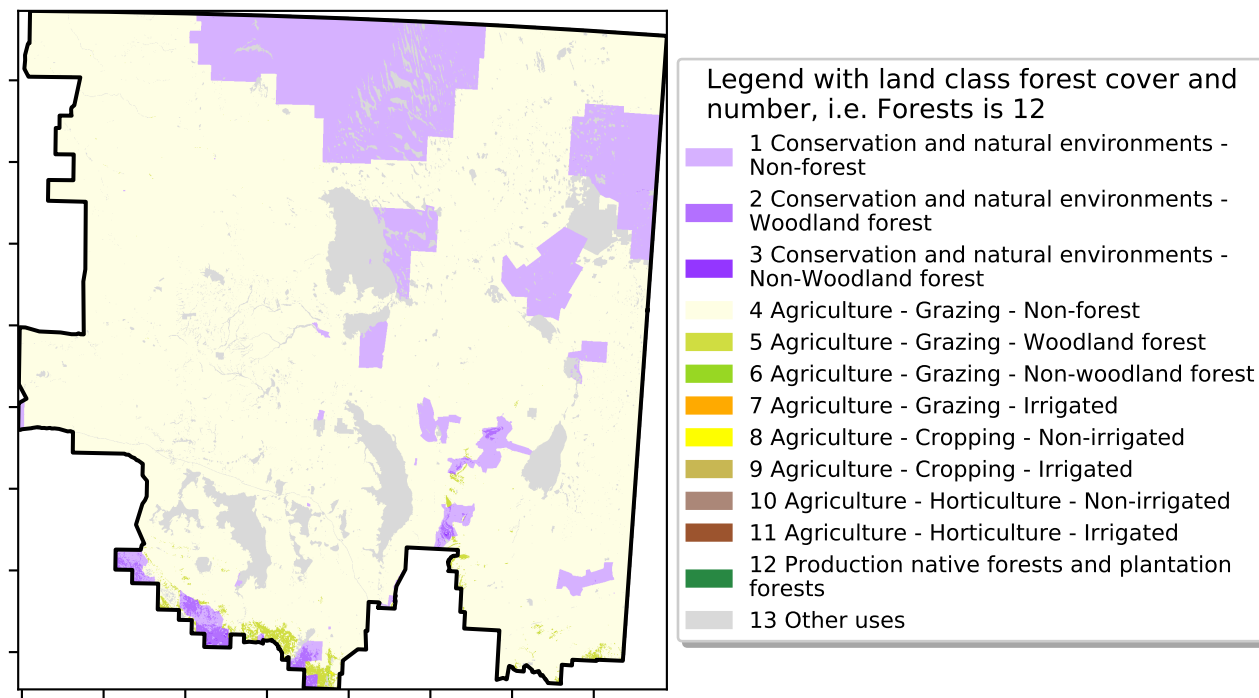 Legend with land class forest cover and
number, i.e. Forests is 12
1 Conservation and natural environments -
Non-forest
2 Conservation and natural environments -
Woodland forest
3 Conservation and natural environments -
Non-Woodland forest
4 Agriculture - Grazing - Non-forest
5 Agriculture - Grazing - Woodland forest
6 Agriculture - Grazing - Non-woodland forest
7 Agriculture - Grazing - Irrigated
8 Agriculture - Cropping - Non-irrigated
9 Agriculture - Cropping - Irrigated
10 Agriculture - Horticulture - Non-irrigated
11 Agriculture - Horticulture - Irrigated
12 Production native forests and plantation
forests
13 Other uses